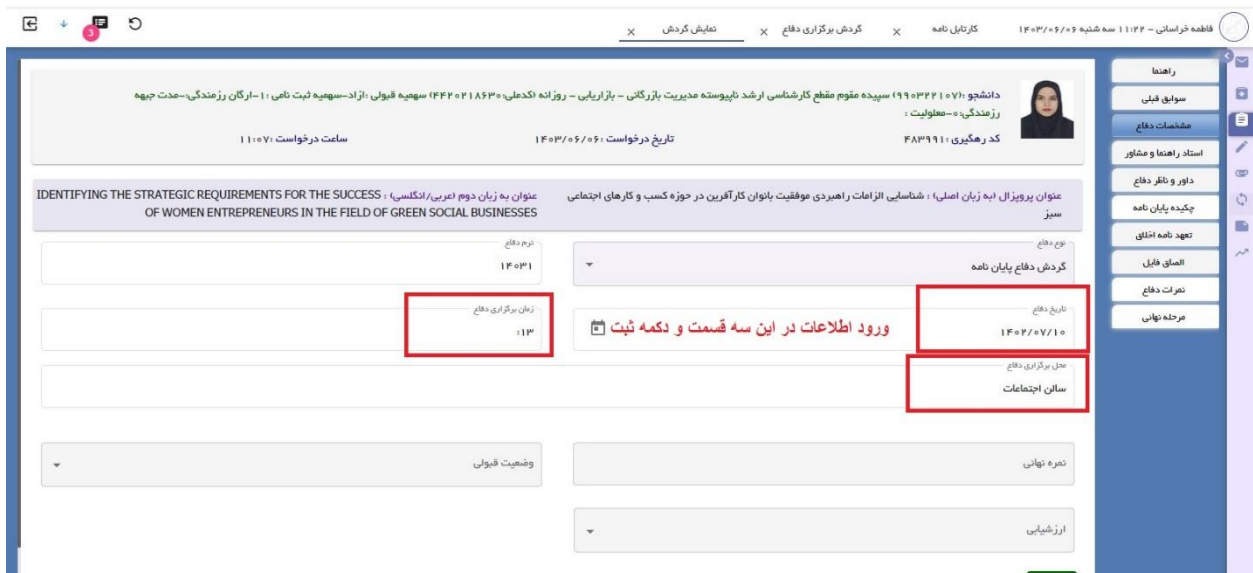 فاطمه خراسانی - ۱۱:۲۲ سه شنبه ۱۴۰۳/۰۶/۰۶
کارتابل نامه
گردش برگزاری دفاع
نمایش گردش
3
راهنما
سوابق قبلی
مشخصات دفاع
استاد راهنما و مشاور
داور و ناظر دفاع
چکیده پایان نامه
تعهد نامه اخلاق
الصاق فایل
نمرات دفاع
مرحله نهائی
دانشجو :(۹۹۰۳۲۲۱۰۷) سپیده مقوم مقطع کارشناسی ارشد ناپیوسته مدیریت بازرگانی - بازاریابی - روزانه (کدملی:۴۴۲۰۲۱۸۶۳۰) سهمیه قبولی :ازاد-سهمیه ثبت نامی :۱-ارگان رزمندگی:-مدت جبهه
رزمندگی:۰-معلولیت :
کد رهگیری :۴۸۳۹۹۱
تاریخ درخواست :۱۴۰۳/۰۶/۰۶
ساعت درخواست :۱۱:۰۷
عنوان پروپزال (به زبان اصلی) : شناسایی الزامات راهبردی موفقیت بانوان کارآفرین در حوزه کسب و کارهای اجتماعی
سبز
عنوان به زبان دوم (عربی/انگلسی) : IDENTIFYING THE STRATEGIC REQUIREMENTS FOR THE SUCCESS
OF WOMEN ENTREPRENEURS IN THE FIELD OF GREEN SOCIAL BUSINESSES
نوع دفاع
گردش دفاع پایان نامه
ترم دفاع
۱۴۰۳۱
تاریخ دفاع
۱۴۰۲/۰۷/۱۰
ورود اطلاعات در این سه قسمت و دکمه ثبت
زمان برگزاری دفاع
۱۳:
محل برگزاری دفاع
سالن اجتماعات
نمره نهائی
وضعیت قبولی
ارزشیابی